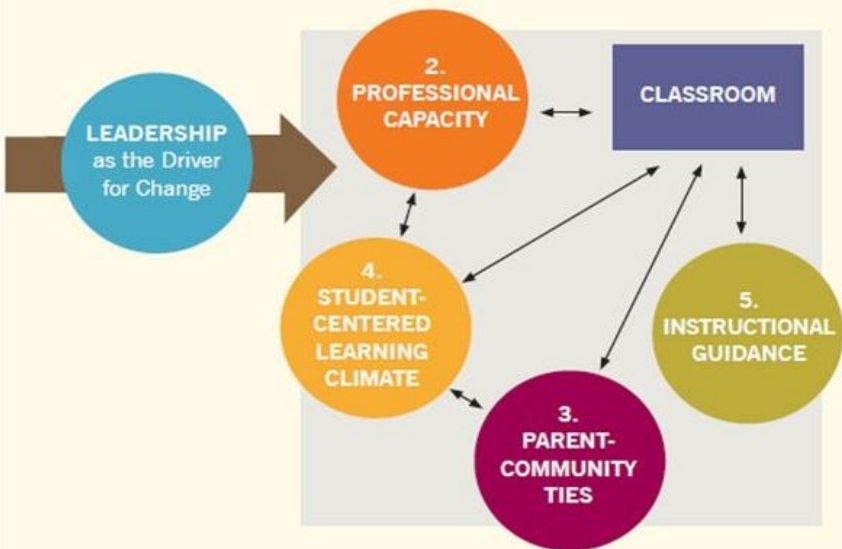 LEADERSHIP
as the Driver
for Change
2.
PROFESSIONAL
CAPACITY
CLASSROOM
4.
STUDENT-
CENTERED
LEARNING
CLIMATE
5.
INSTRUCTIONAL
GUIDANCE
3.
PARENT-
COMMUNITY
TIES